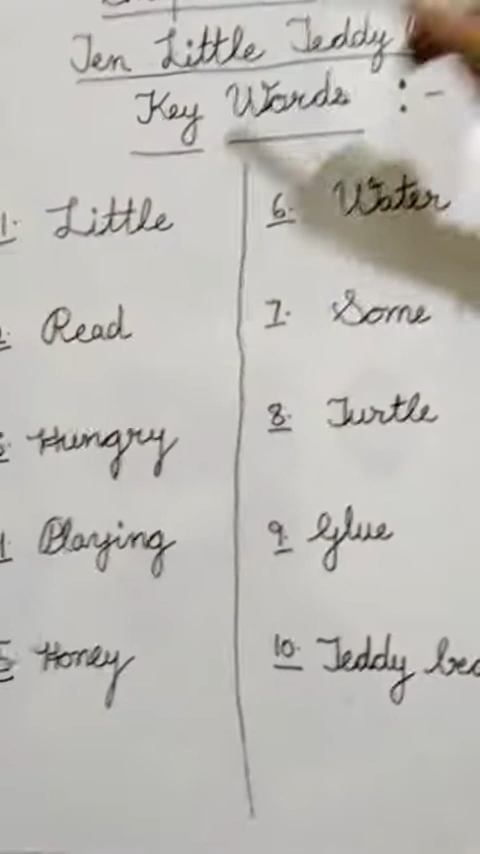 Ten Little Teddy
Key Words :-
1. Little
Read
Hungry
Playing
Honey
6. Water
7. Some
8. Turtle
9. Glue
10. Teddy